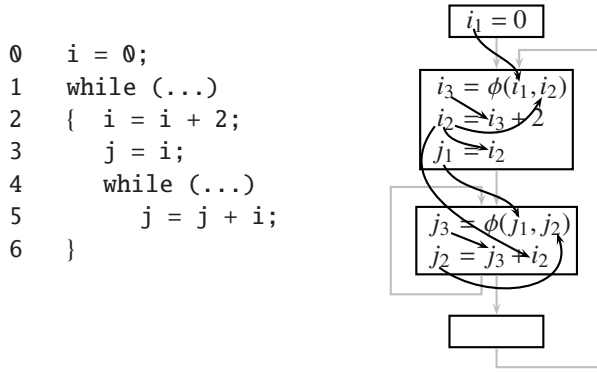 0 i = 0;
1 while (...)
2 { i = i + 2;
3 j = i;
4 while (...)
5 j = j + i;
6 }
i₁ = 0
i₃ = ϕ(i₁, i₂)
i₂ = i₃ + 2
j₁ = i₂
j₃ = ϕ(j₁, j₂)
j₂ = j₃ + i₂